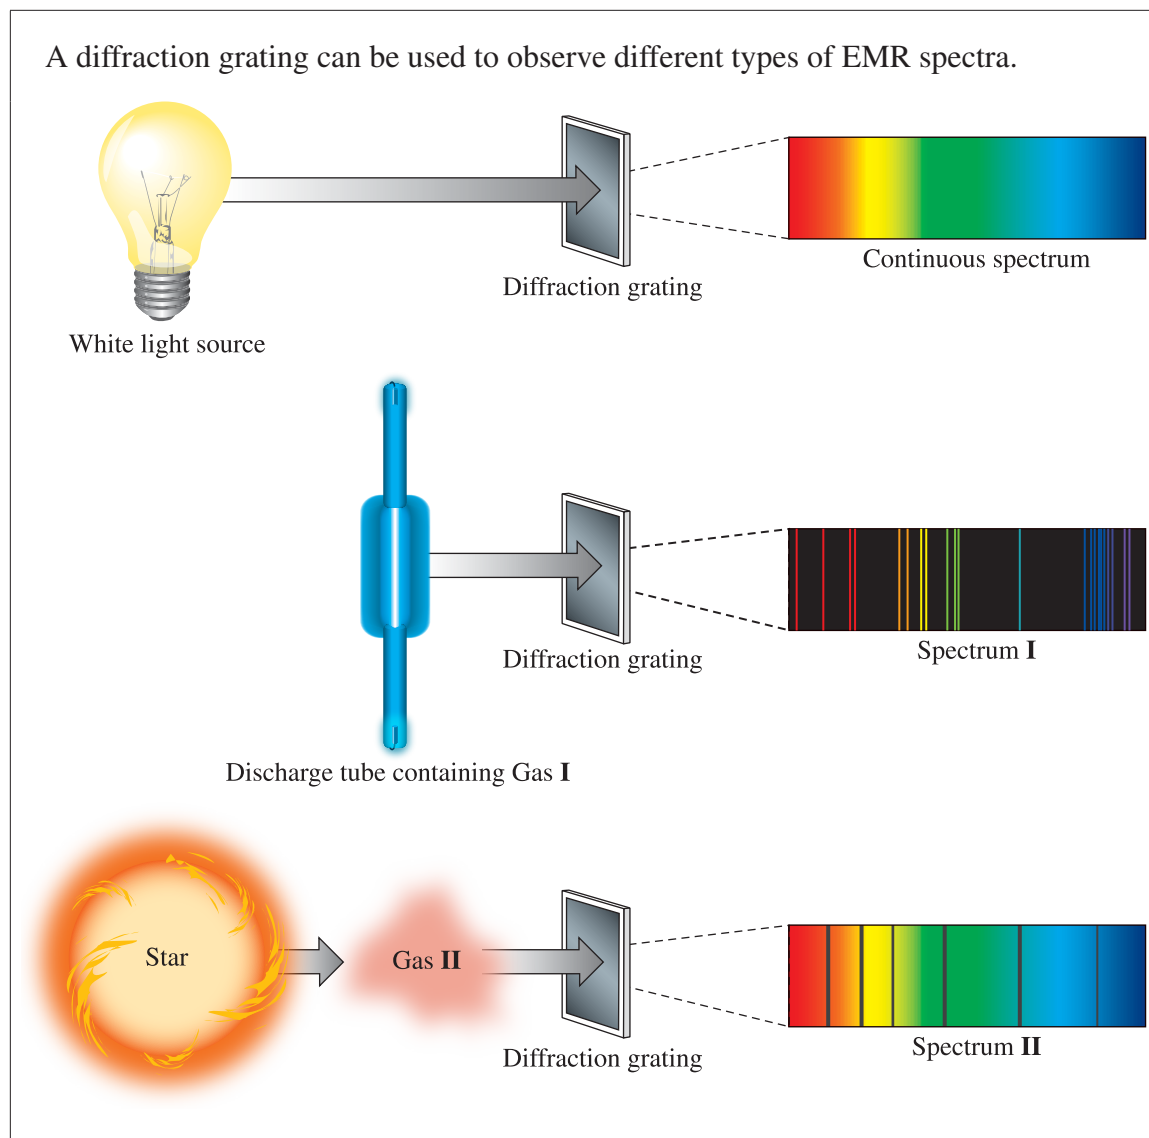 A diffraction grating can be used to observe different types of EMR spectra.
Continuous spectrum
Diffraction grating
White light source
Spectrum I
Diffraction grating
Discharge tube containing Gas I
Star
Gas II
Spectrum II
Diffraction grating